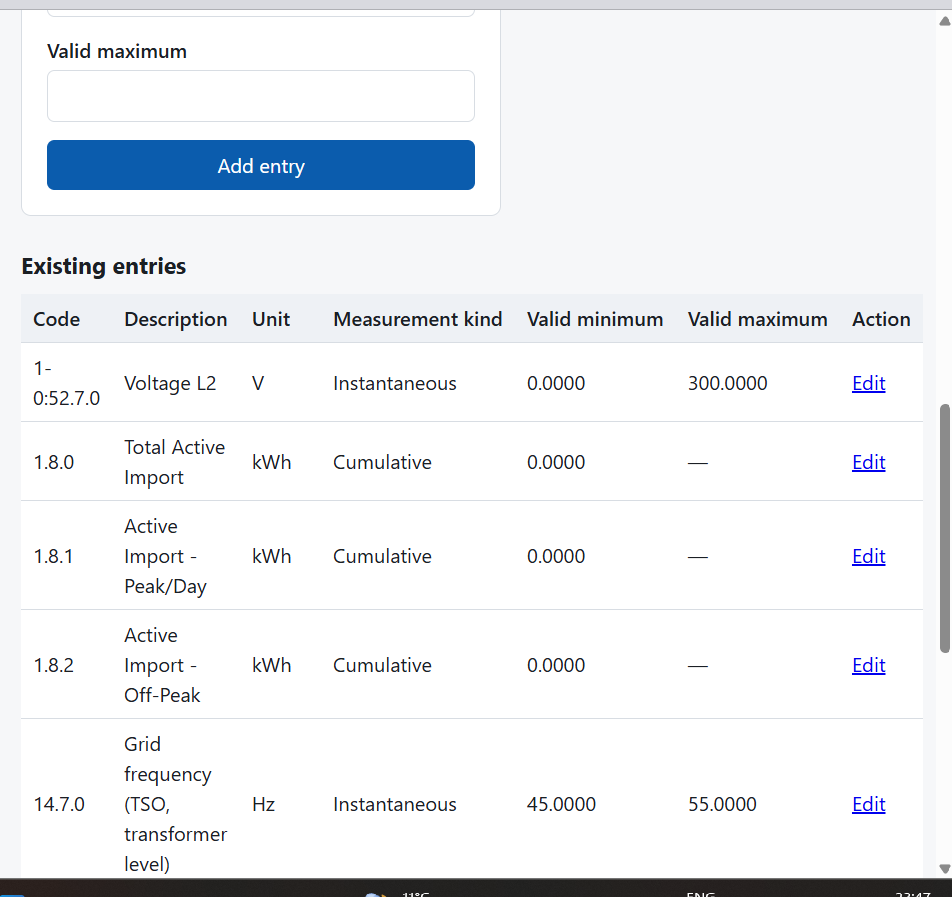 Valid maximum
Add entry
Existing entries
Code Description Unit Measurement kind Valid minimum Valid maximum Action
1-
0:52.7.0 Voltage L2 V Instantaneous 0.0000 300.0000 Edit
Total Active
1.8.0 kWh Cumulative 0.0000 — Edit
Import
Active
1.8.1 Import - kWh Cumulative 0.0000 — Edit
Peak/Day
Active
1.8.2 Import - kWh Cumulative 0.0000 — Edit
Off-Peak
Grid
frequency
14.7.0 (TSO, Hz Instantaneous 45.0000 55.0000 Edit
transformer
level)
11°C ENG 23:47